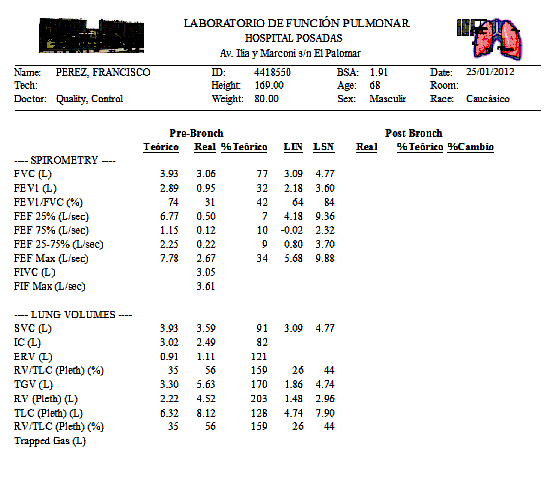 LABORATORIO DE FUNCIÓN PULMONAR
HOSPITAL POSADAS
Av. Ilia y Marconi s/n El Palomar
Name: PEREZ, FRANCISCO ID: 4418550 BSA: 1.91 Date: 25/01/2012
Tech: Height: 169.00 Age: 68 Room:
Doctor: Quality, Control Weight: 80.00 Sex: Masculir Race: Caucásico
Pre-Bronch Post Bronch
Teórico Real %Teórico LIN LSN Real %Teórico %Cambio
---- SPIROMETRY ----
FVC (L) 3.93 3.06 77 3.09 4.77
FEV1 (L) 2.89 0.95 32 2.18 3.60
FEV1/FVC (%) 74 31 42 64 84
FEF 25% (L/sec) 6.77 0.50 7 4.18 9.36
FEF 75% (L/sec) 1.15 0.12 10 -0.02 2.32
FEF 25-75% (L/sec) 2.25 0.22 9 0.80 3.70
FEF Max (L/sec) 7.78 2.67 34 5.68 9.88
FIVC (L) 3.05
FIF Max (L/sec) 3.61
---- LUNG VOLUMES ----
SVC (L) 3.93 3.59 91 3.09 4.77
IC (L) 3.02 2.49 82
ERV (L) 0.91 1.11 121
RV/TLC (Pleth) (%) 35 56 159 26 44
TGV (L) 3.30 5.63 170 1.86 4.74
RV (Pleth) (L) 2.22 4.52 203 1.48 2.96
TLC (Pleth) (L) 6.32 8.12 128 4.74 7.90
RV/TLC (Pleth) (%) 35 56 159 26 44
Trapped Gas (L)